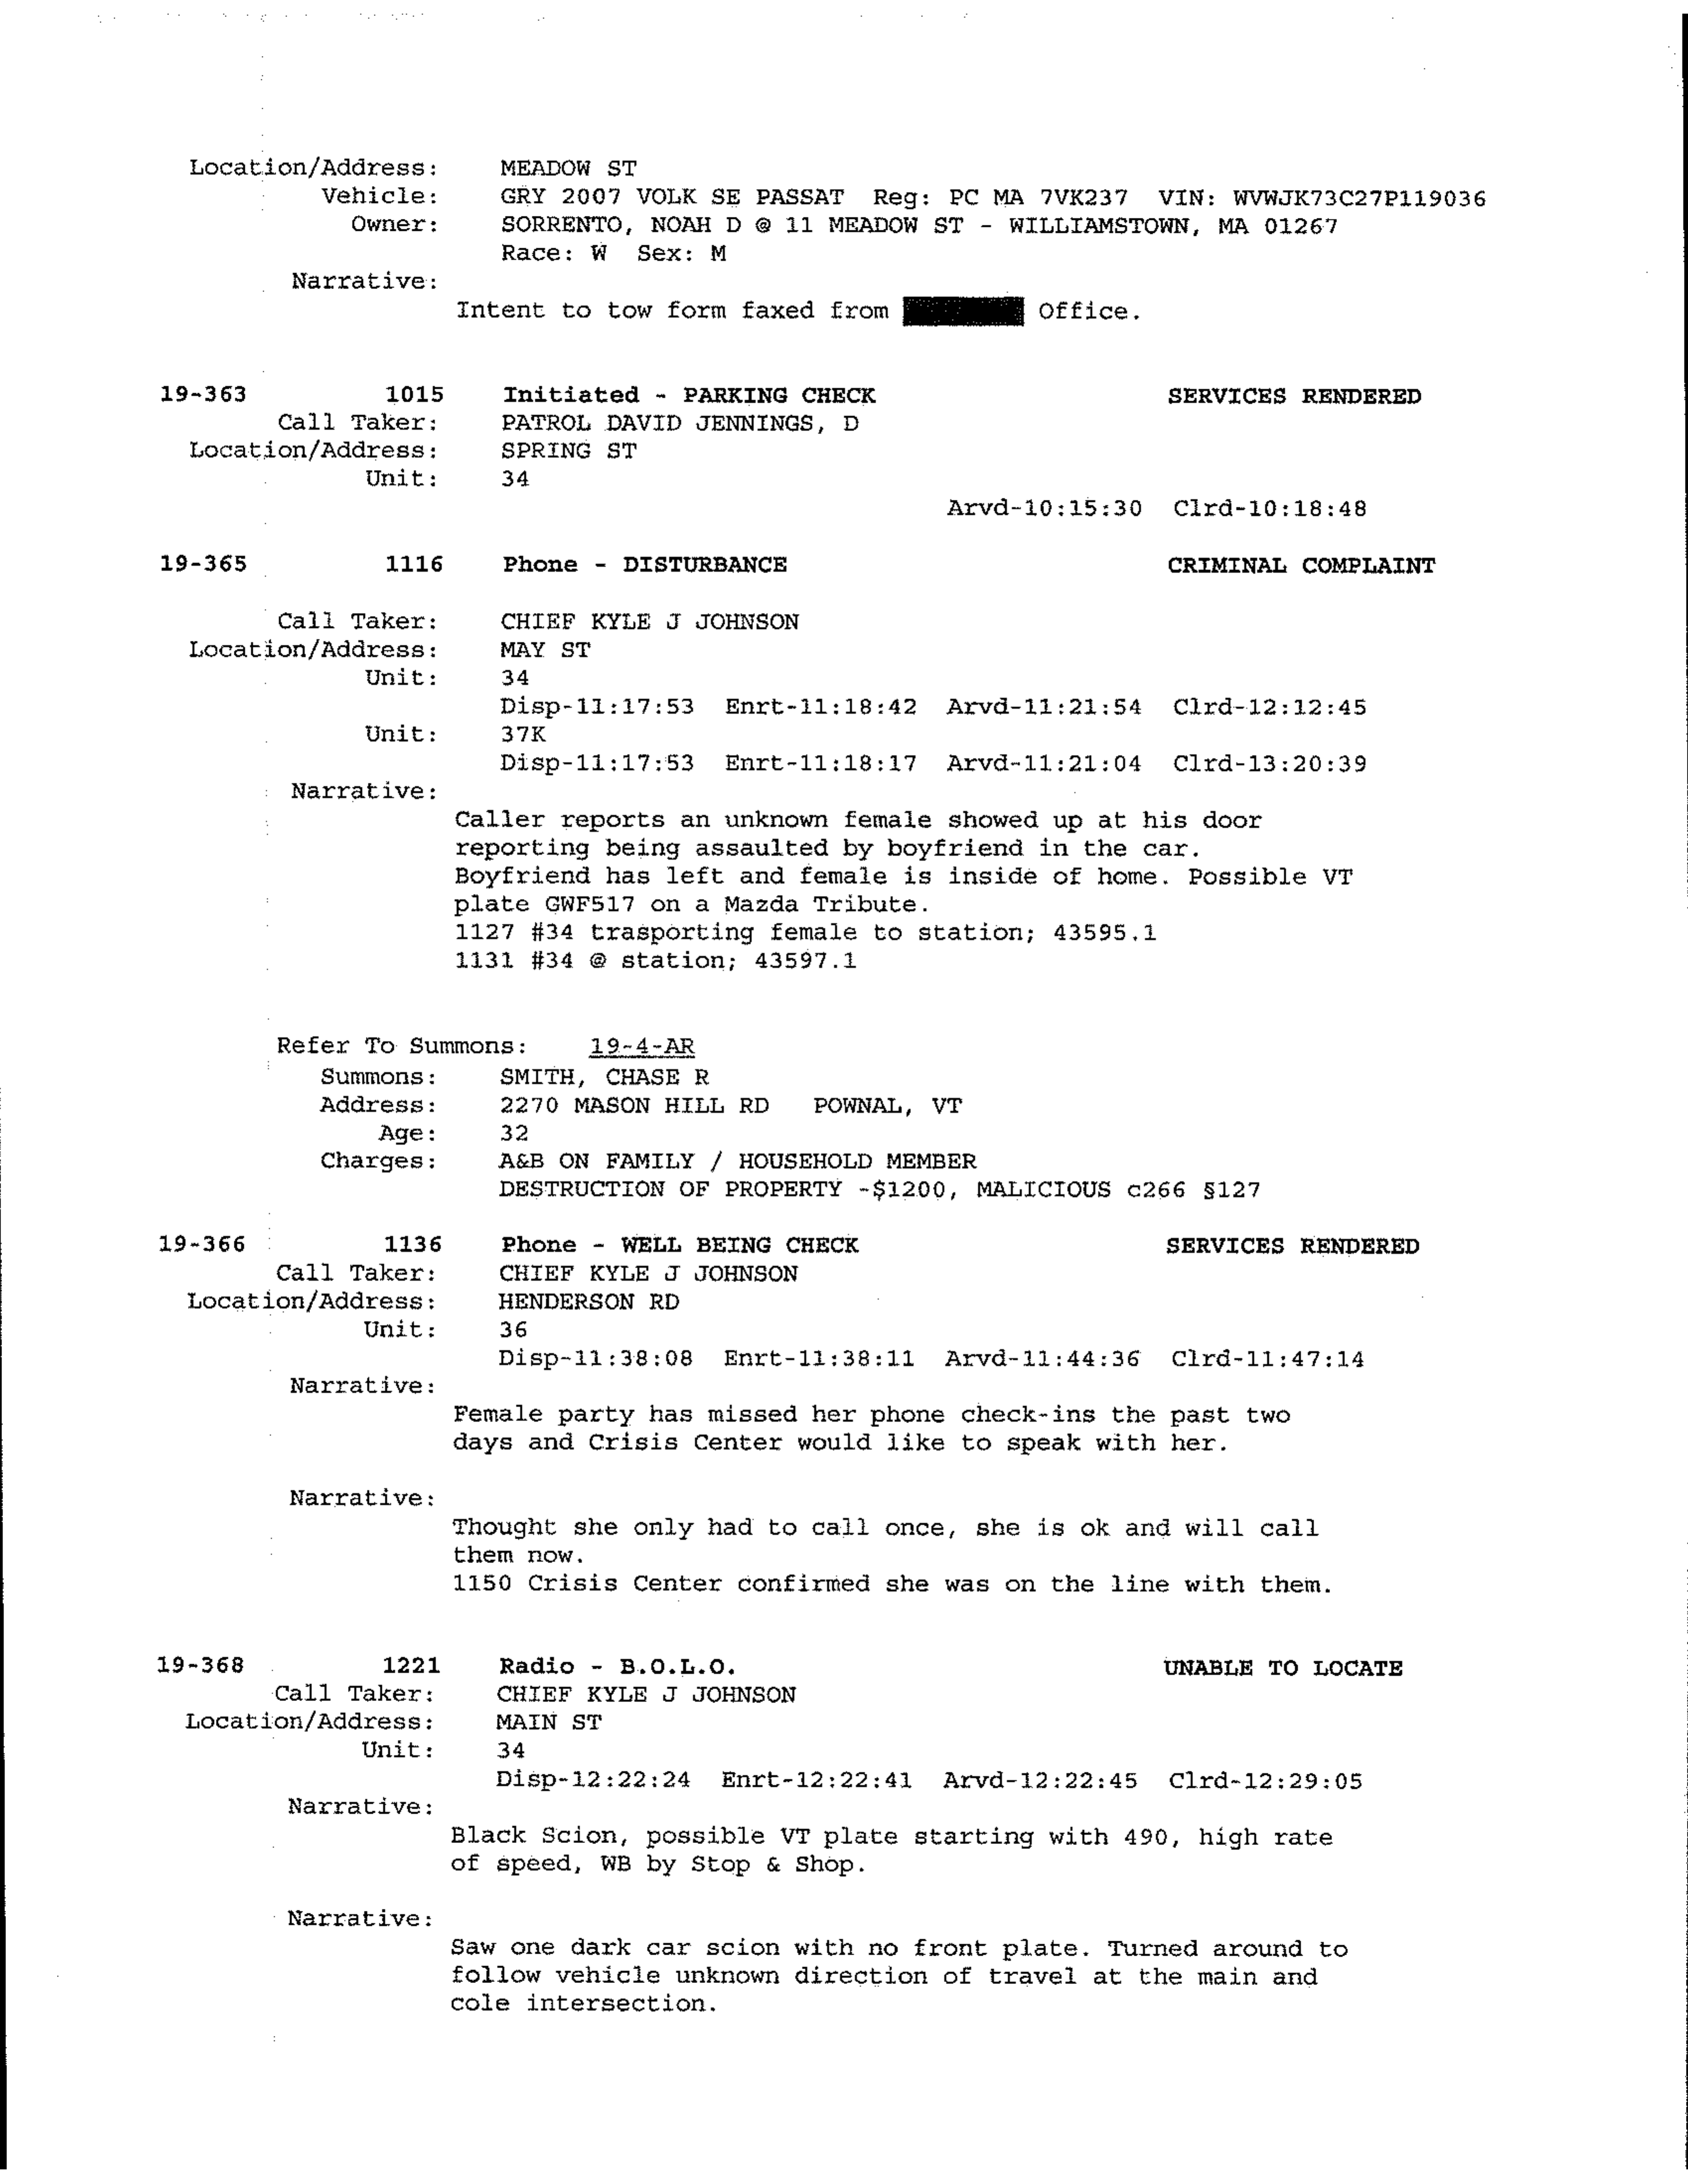 Location/Address: MEADOW ST
Vehicle: GRY 2007 VOLK SE PASSAT Reg: PC MA 7VK237 VIN: WVWJK73C27P119036
Owner: SORRENTO, NOAH D @ 11 MEADOW ST - WILLIAMSTOWN, MA 01267
Race: W Sex: M
Narrative:
Intent to tow form faxed from Office.
19-363 1015 Initiated - PARKING CHECK SERVICES RENDERED
Call Taker: PATROL DAVID JENNINGS, D
Location/Address: SPRING ST
Unit: 34
Arvd-10:15:30 Clrd-10:18:48
19-365 1116 Phone - DISTURBANCE CRIMINAL COMPLAINT
Call Taker: CHIEF KYLE J JOHNSON
Location/Address: MAY ST
Unit: 34
Disp-11:17:53 Enrt-11:18:42 Arvd-11:21:54 Clrd-12:12:45
Unit: 37K
Disp-11:17:53 Enrt-11:18:17 Arvd-11:21:04 Clrd-13:20:39
Narrative:
Caller reports an unknown female showed up at his door
reporting being assaulted by boyfriend in the car.
Boyfriend has left and female is inside of home. Possible VT
plate GWF517 on a Mazda Tribute.
1127 #34 trasporting female to station; 43595.1
1131 #34 @ station; 43597.1
Refer To Summons: 19-4-AR
Summons: SMITH, CHASE R
Address: 2270 MASON HILL RD POWNAL, VT
Age: 32
Charges: A&B ON FAMILY / HOUSEHOLD MEMBER
DESTRUCTION OF PROPERTY -$1200, MALICIOUS c266 §127
19-366 1136 Phone - WELL BEING CHECK SERVICES RENDERED
Call Taker: CHIEF KYLE J JOHNSON
Location/Address: HENDERSON RD
Unit: 36
Disp-11:38:08 Enrt-11:38:11 Arvd-11:44:36 Clrd-11:47:14
Narrative:
Female party has missed her phone check-ins the past two
days and Crisis Center would like to speak with her.
Narrative:
Thought she only had to call once, she is ok and will call
them now.
1150 Crisis Center confirmed she was on the line with them.
19-368 1221 Radio - B.O.L.O. UNABLE TO LOCATE
Call Taker: CHIEF KYLE J JOHNSON
Location/Address: MAIN ST
Unit: 34
Disp-12:22:24 Enrt-12:22:41 Arvd-12:22:45 Clrd-12:29:05
Narrative:
Black Scion, possible VT plate starting with 490, high rate
of speed, WB by Stop & Shop.
Narrative:
Saw one dark car scion with no front plate. Turned around to
follow vehicle unknown direction of travel at the main and
cole intersection.